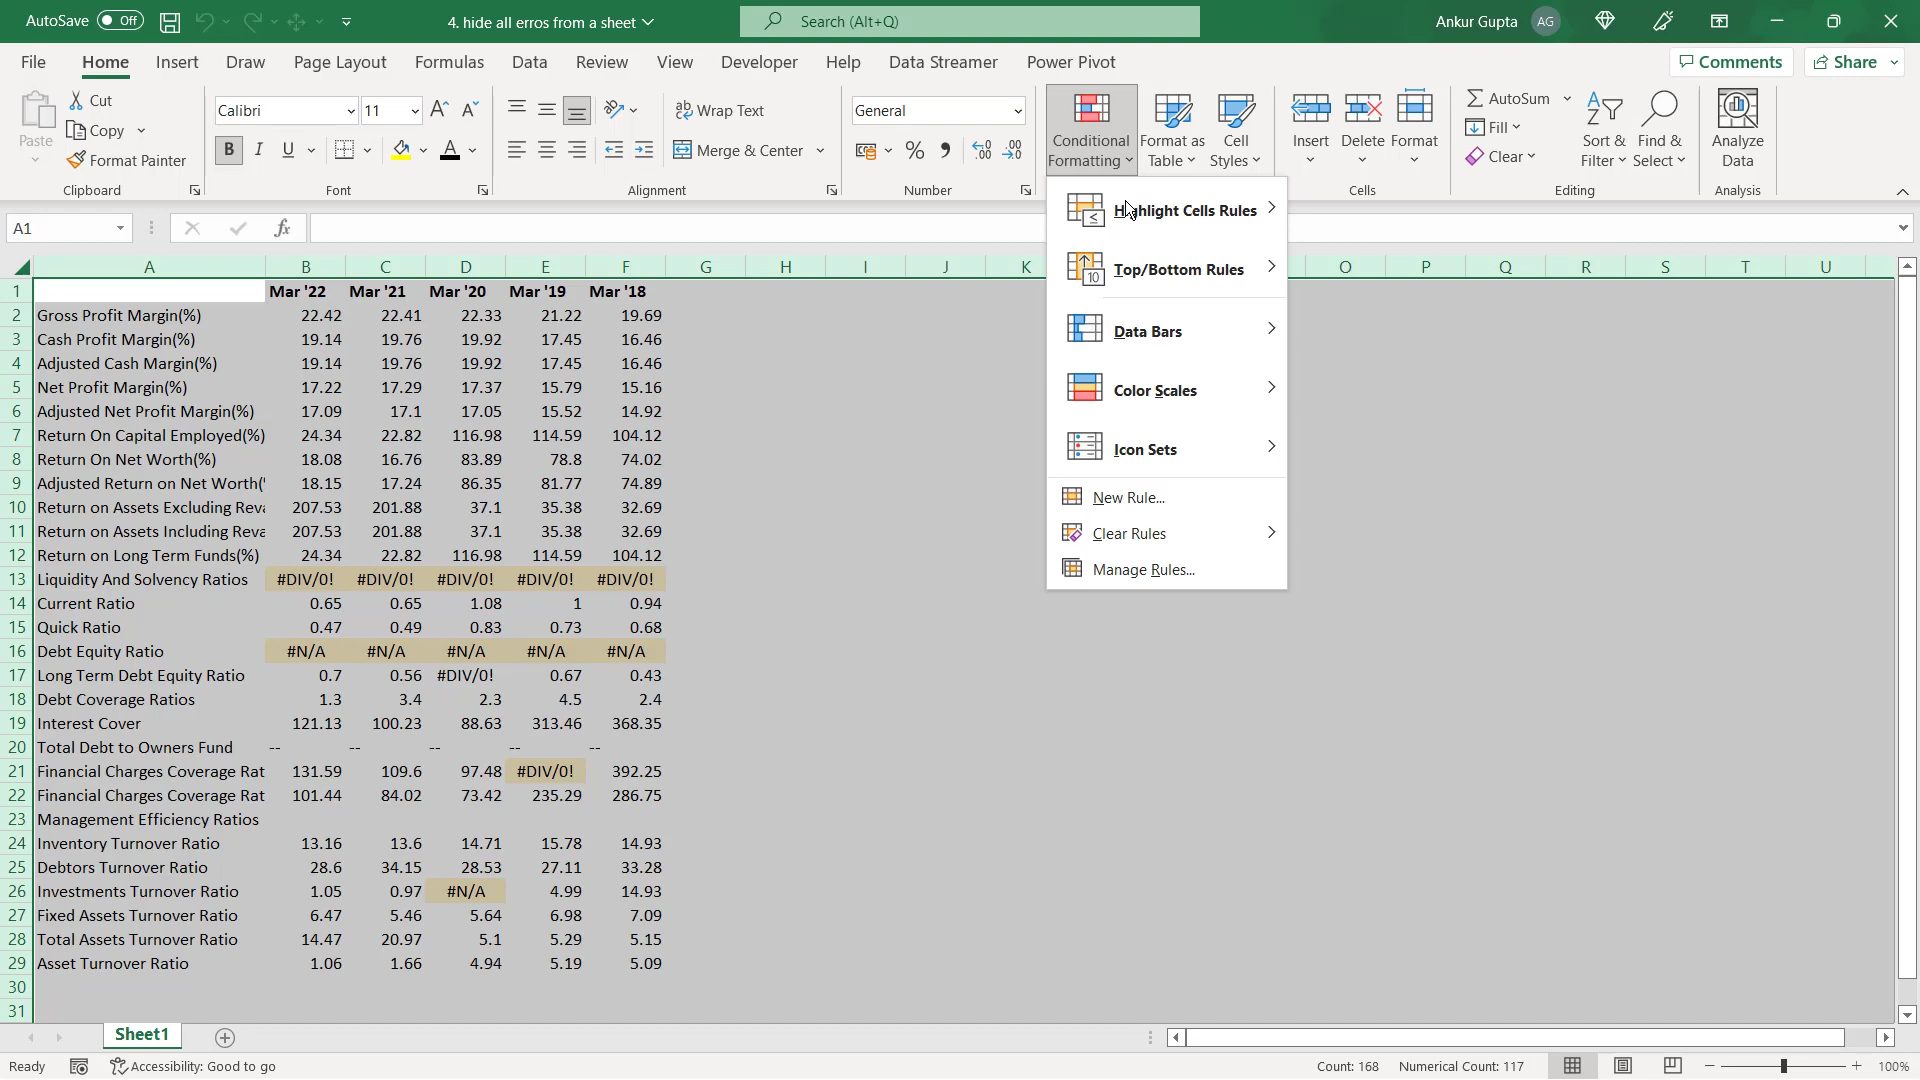 AutoSave Off 4. hide all erros from a sheet Search (Alt+Q) Ankur Gupta AG
File Home Insert Draw Page Layout Formulas Data Review View Developer Help Data Streamer Power Pivot Comments Share
Paste Cut Copy Format Painter Clipboard
Calibri 11 B I U A Font
ab Wrap Text Merge & Center Alignment
General % Number
Conditional Formatting Format as Table Cell Styles
Insert Delete Format Cells
AutoSum Fill Clear Sort & Filter Find & Select Editing
Analyze Data Analysis
A1 fx
Highlight Cells Rules
Top/Bottom Rules
Data Bars
Color Scales
Icon Sets
New Rule...
Clear Rules
Manage Rules...
A B C D E F G H I J K O P Q R S T U
1 Mar '22 Mar '21 Mar '20 Mar '19 Mar '18
2 Gross Profit Margin(%) 22.42 22.41 22.33 21.22 19.69
3 Cash Profit Margin(%) 19.14 19.76 19.92 17.45 16.46
4 Adjusted Cash Margin(%) 19.14 19.76 19.92 17.45 16.46
5 Net Profit Margin(%) 17.22 17.29 17.37 15.79 15.16
6 Adjusted Net Profit Margin(%) 17.09 17.1 17.05 15.52 14.92
7 Return On Capital Employed(%) 24.34 22.82 116.98 114.59 104.12
8 Return On Net Worth(%) 18.08 16.76 83.89 78.8 74.02
9 Adjusted Return on Net Worth(' 18.15 17.24 86.35 81.77 74.89
10 Return on Assets Excluding Reva 207.53 201.88 37.1 35.38 32.69
11 Return on Assets Including Reva 207.53 201.88 37.1 35.38 32.69
12 Return on Long Term Funds(%) 24.34 22.82 116.98 114.59 104.12
13 Liquidity And Solvency Ratios #DIV/0! #DIV/0! #DIV/0! #DIV/0! #DIV/0!
14 Current Ratio 0.65 0.65 1.08 1 0.94
15 Quick Ratio 0.47 0.49 0.83 0.73 0.68
16 Debt Equity Ratio #N/A #N/A #N/A #N/A #N/A
17 Long Term Debt Equity Ratio 0.7 0.56 #DIV/0! 0.67 0.43
18 Debt Coverage Ratios 1.3 3.4 2.3 4.5 2.4
19 Interest Cover 121.13 100.23 88.63 313.46 368.35
20 Total Debt to Owners Fund -- -- -- -- --
21 Financial Charges Coverage Rat 131.59 109.6 97.48 #DIV/0! 392.25
22 Financial Charges Coverage Rat 101.44 84.02 73.42 235.29 286.75
23 Management Efficiency Ratios
24 Inventory Turnover Ratio 13.16 13.6 14.71 15.78 14.93
25 Debtors Turnover Ratio 28.6 34.15 28.53 27.11 33.28
26 Investments Turnover Ratio 1.05 0.97 #N/A 4.99 14.93
27 Fixed Assets Turnover Ratio 6.47 5.46 5.64 6.98 7.09
28 Total Assets Turnover Ratio 14.47 20.97 5.1 5.29 5.15
29 Asset Turnover Ratio 1.06 1.66 4.94 5.19 5.09
30
31
Sheet1
Ready Accessibility: Good to go Count: 168 Numerical Count: 117 100%